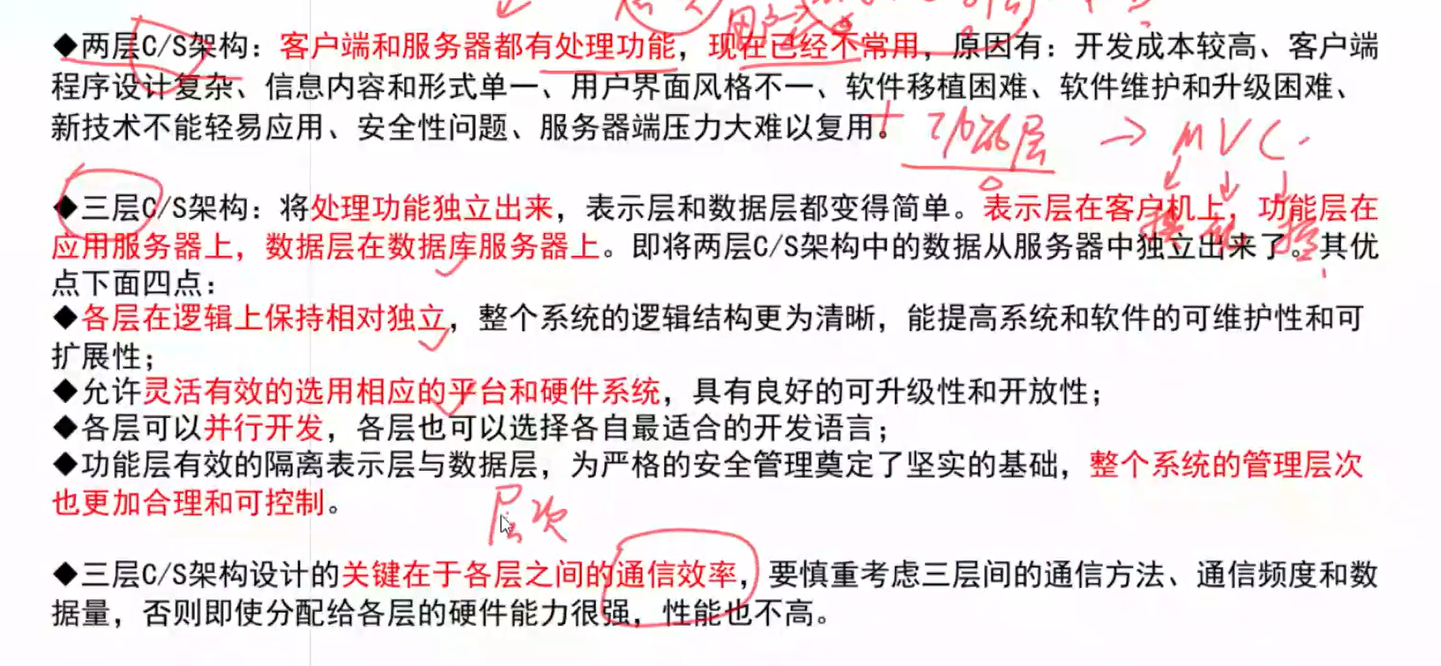 ◆两层C/S架构：客户端和服务器都有处理功能，现在已经不常用，原因有：开发成本较高、客户端
程序设计复杂、信息内容和形式单一、用户界面风格不一、软件移植困难、软件维护和升级困难、
新技术不能轻易应用、安全性问题、服务器端压力大难以复用。
功能层 → MVC
◆三层C/S架构：将处理功能独立出来，表示层和数据层都变得简单。表示层在客户机上，功能层在
应用服务器上，数据层在数据库服务器上。即将两层C/S架构中的数据从服务器中独立出来了。其优
点下面四点：
◆各层在逻辑上保持相对独立，整个系统的逻辑结构更为清晰，能提高系统和软件的可维护性和可
扩展性；
◆允许灵活有效的选用相应的平台和硬件系统，具有良好的可升级性和开放性；
◆各层可以并行开发，各层也可以选择各自最适合的开发语言；
◆功能层有效的隔离表示层与数据层，为严格的安全管理奠定了坚实的基础，整个系统的管理层次
也更加合理和可控制。
层次
◆三层C/S架构设计的关键在于各层之间的通信效率，要慎重考虑三层间的通信方法、通信频度和数
据量，否则即使分配给各层的硬件能力很强，性能也不高。